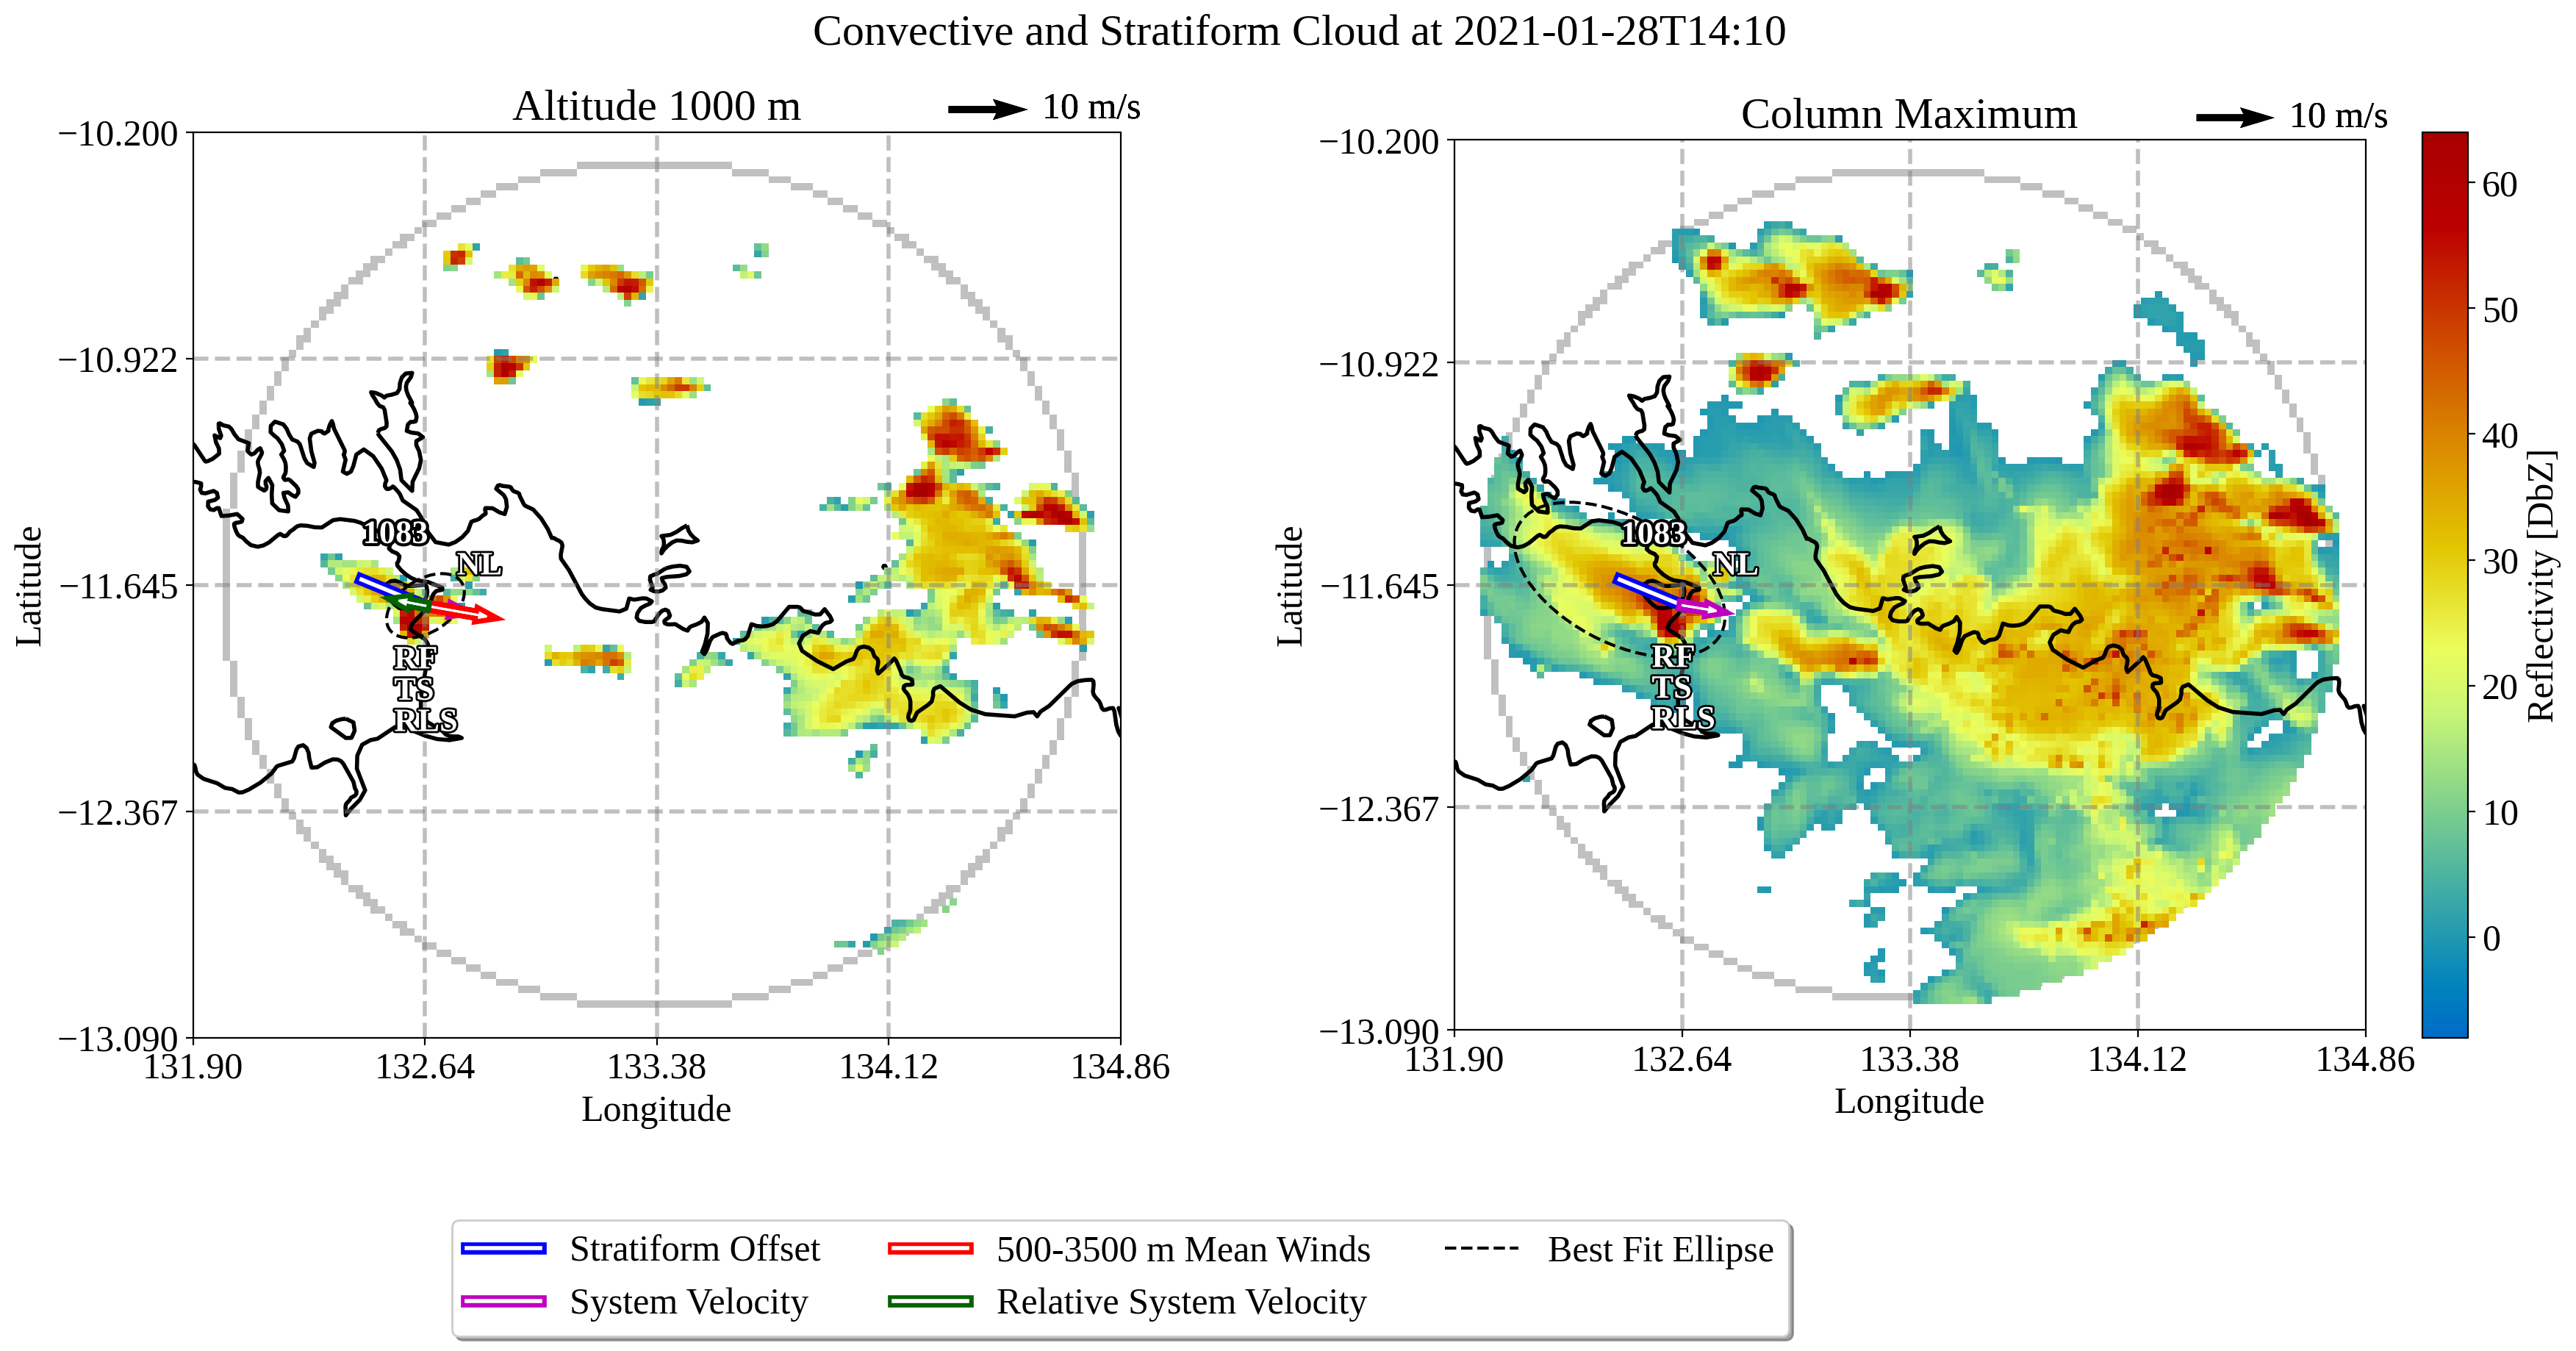 Convective and Stratiform Cloud at 2021-01-28T14:10
Altitude 1000 m
10 m/s
−10.200
−10.922
−11.645
−12.367
−13.090
Latitude
131.90
132.64
133.38
134.12
134.86
Longitude
1083
NL
RF
TS
RLS
Column Maximum
10 m/s
−10.200
−10.922
−11.645
−12.367
−13.090
Latitude
131.90
132.64
133.38
134.12
134.86
Longitude
1083
NL
RF
TS
RLS
60
50
40
30
20
10
0
Reflectivity [DbZ]
Stratiform Offset
System Velocity
500-3500 m Mean Winds
Relative System Velocity
Best Fit Ellipse